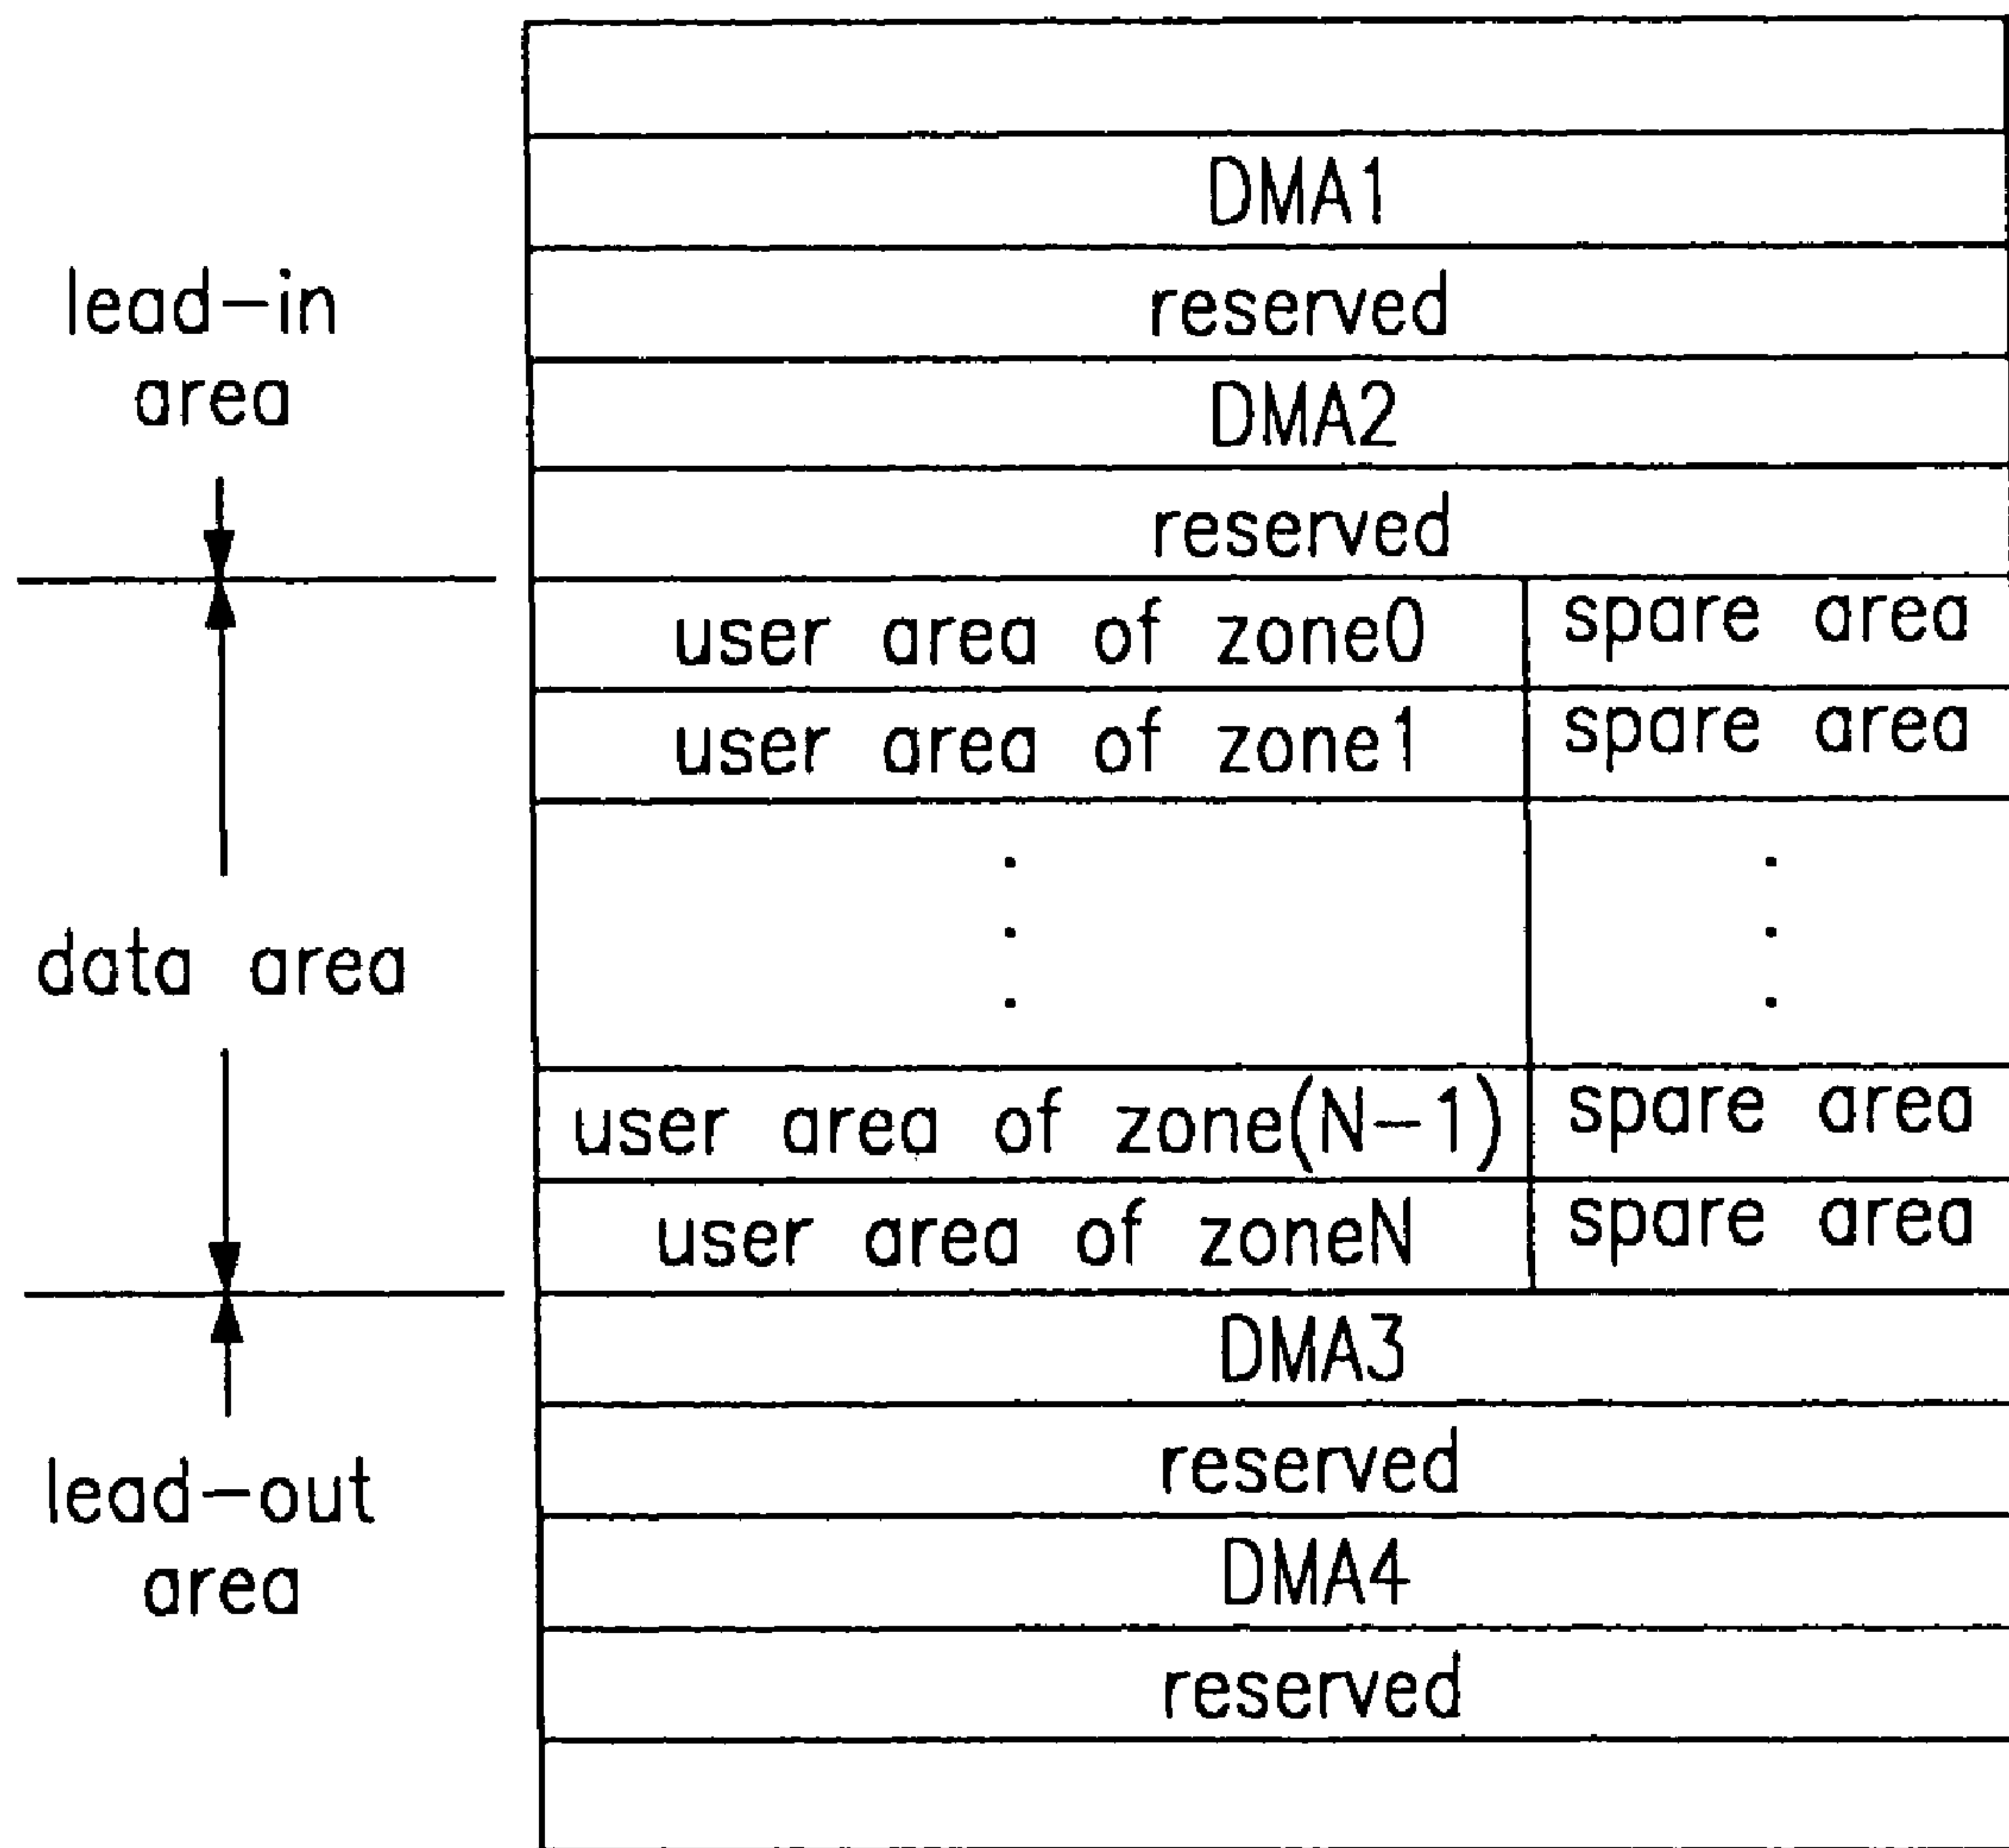 DMA1
reserved
lead-in
area
DMA2
reserved
user area of zone0 spare area
user area of zone1 spare area
data area
user area of zone(N-1) spare area
user area of zoneN spare area
DMA3
reserved
lead-out
area
DMA4
reserved